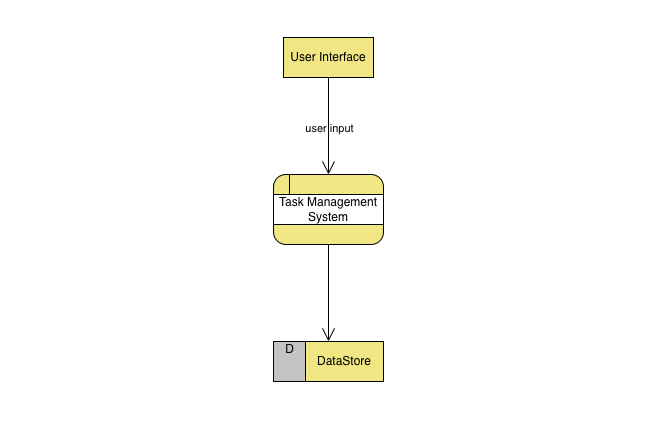 User Interface
user input
Task Management
System
D
DataStore